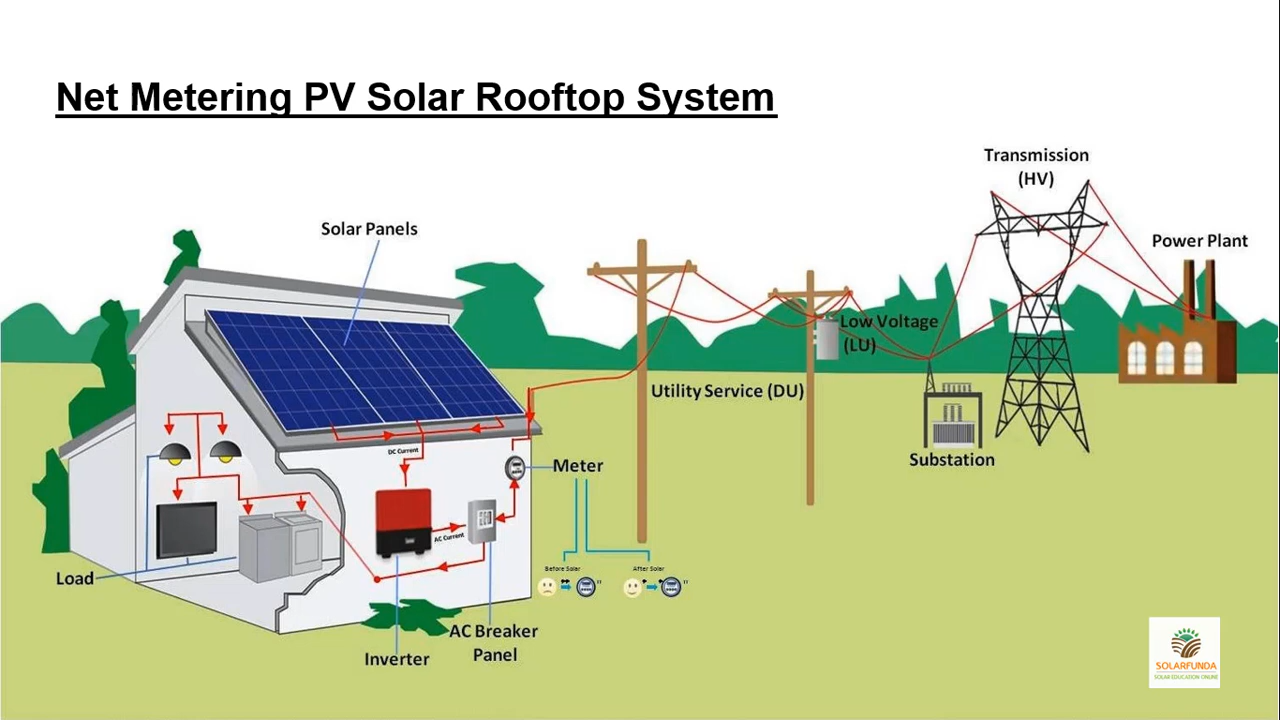 Net Metering PV Solar Rooftop System
Transmission
(HV)
Solar Panels
Power Plant
Low Voltage
(LU)
Utility Service (DU)
DC Current
Meter
Substation
AC Current
Before Solar
After Solar
Load
AC Breaker
Panel
Inverter
SOLARFUNDA
SOLAR EDUCATION ONLINE